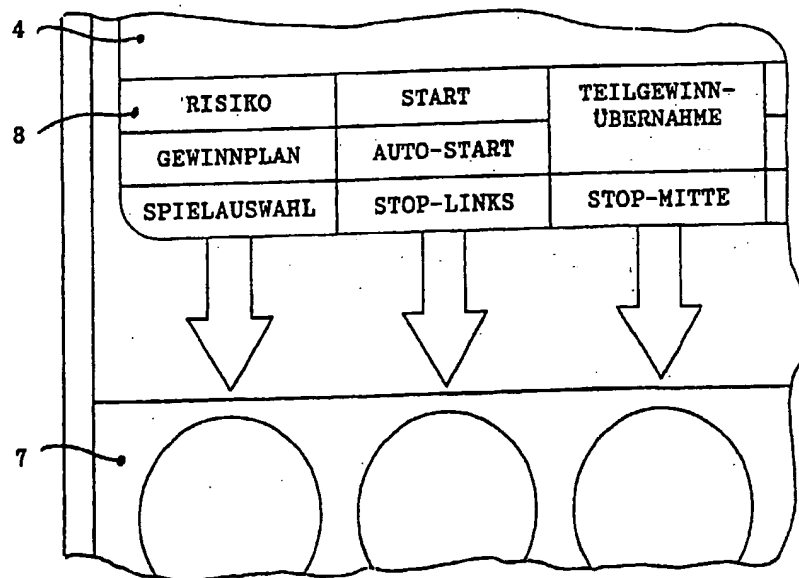 4
RISIKO START TEILGEWINN-
8 ÜBERNAHME
GEWINNPLAN AUTO-START
SPIELAUSWAHL STOP-LINKS STOP-MITTE
7